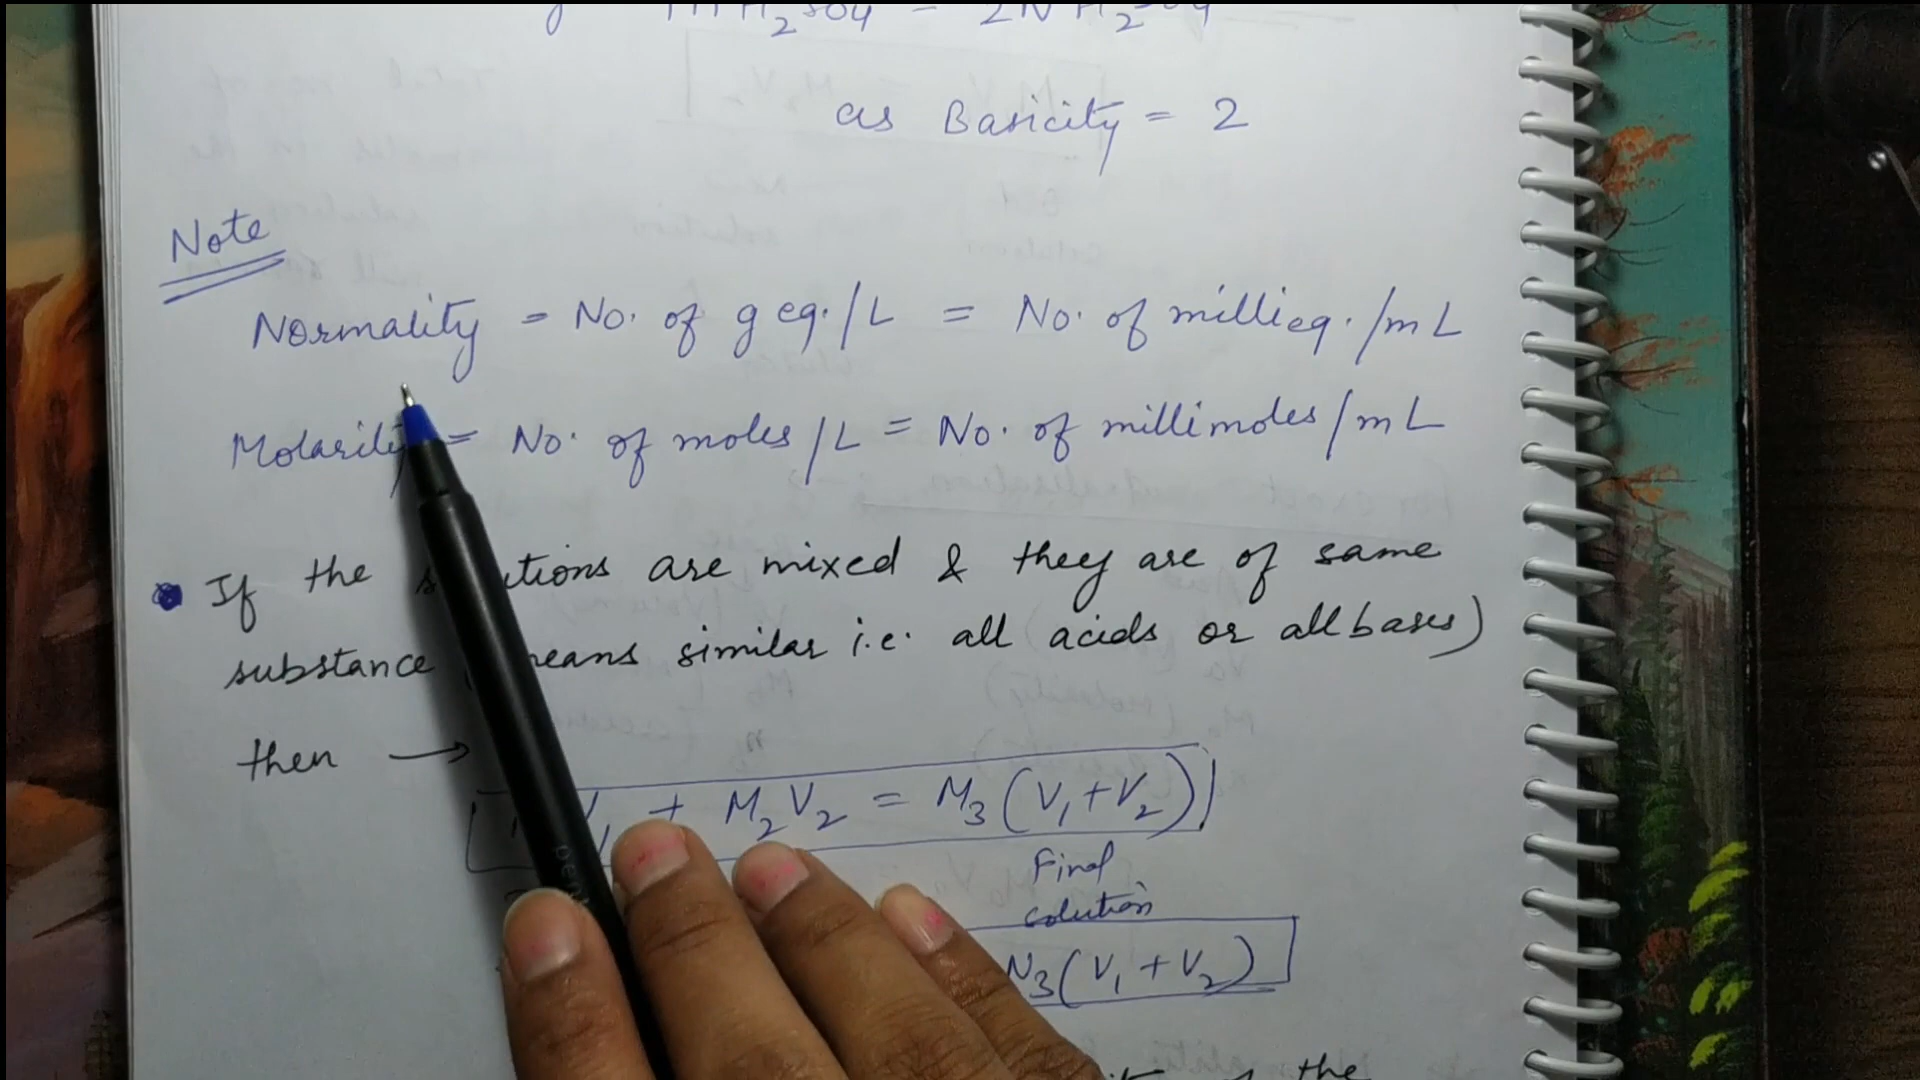 as Basicity = 2
Note
Normality = No. of g eq. / L = No. of millieq. / mL
Molarity = No. of moles / L = No. of millimoles / mL
If the are mixed & they are of same
substance means similar i.e. all acids or all bases)
then →
+ M₂V₂ = M₃ (V₁+V₂)
Final
solution
N₃ (V₁ + V₂)
the